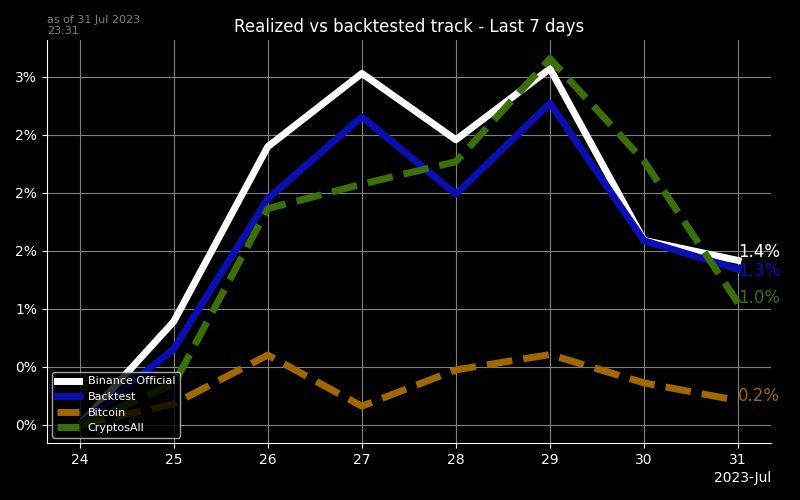 as of 31 Jul 2023
23:31
Realized vs backtested track - Last 7 days
3%
2%
2%
2%
1%
0%
0%
1.4%
1.3%
1.0%
0.2%
Binance Official
Backtest
Bitcoin
CryptosAll
24 25 26 27 28 29 30 31
2023-Jul